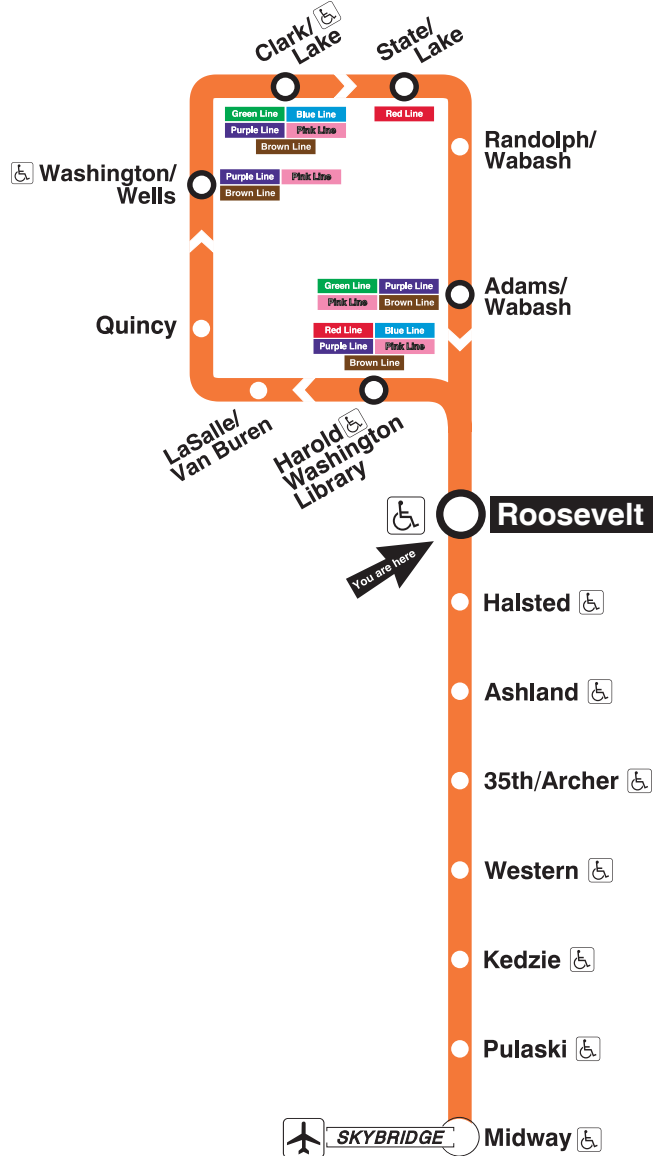 Clark/
Lake
State/
Lake
Green Line
Blue Line
Purple Line
Pink Line
Brown Line
Red Line
Randolph/
Wabash
Washington/
Wells
Purple Line
Pink Line
Brown Line
Green Line
Purple Line
Pink Line
Brown Line
Adams/
Wabash
Quincy
Red Line
Blue Line
Purple Line
Pink Line
Brown Line
LaSalle/
Van Buren
Harold
Washington
Library
Roosevelt
You are here
Halsted
Ashland
35th/Archer
Western
Kedzie
Pulaski
SKYBRIDGE
Midway